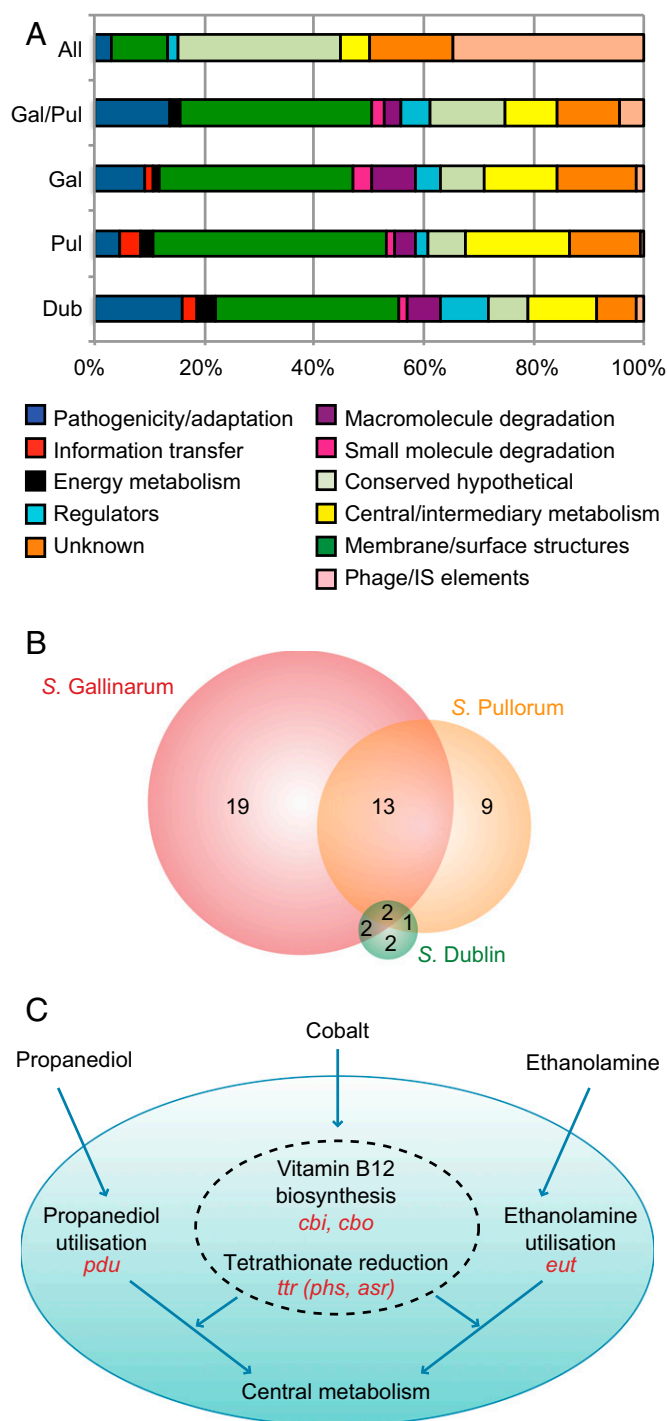 A
All
Gal/Pul
Gal
Pul
Dub
0% 20% 40% 60% 80% 100%
Pathogenicity/adaptation
Information transfer
Energy metabolism
Regulators
Unknown
Macromolecule degradation
Small molecule degradation
Conserved hypothetical
Central/intermediary metabolism
Membrane/surface structures
Phage/IS elements
B
S. Gallinarum
S. Pullorum
19
13
9
2
2
1
2
S. Dublin
C
Cobalt
Propanediol
Ethanolamine
Vitamin B12
biosynthesis
cbi, cbo
Propanediol
utilisation
pdu
Ethanolamine
utilisation
eut
Tetrathionate reduction
ttr (phs, asr)
Central metabolism